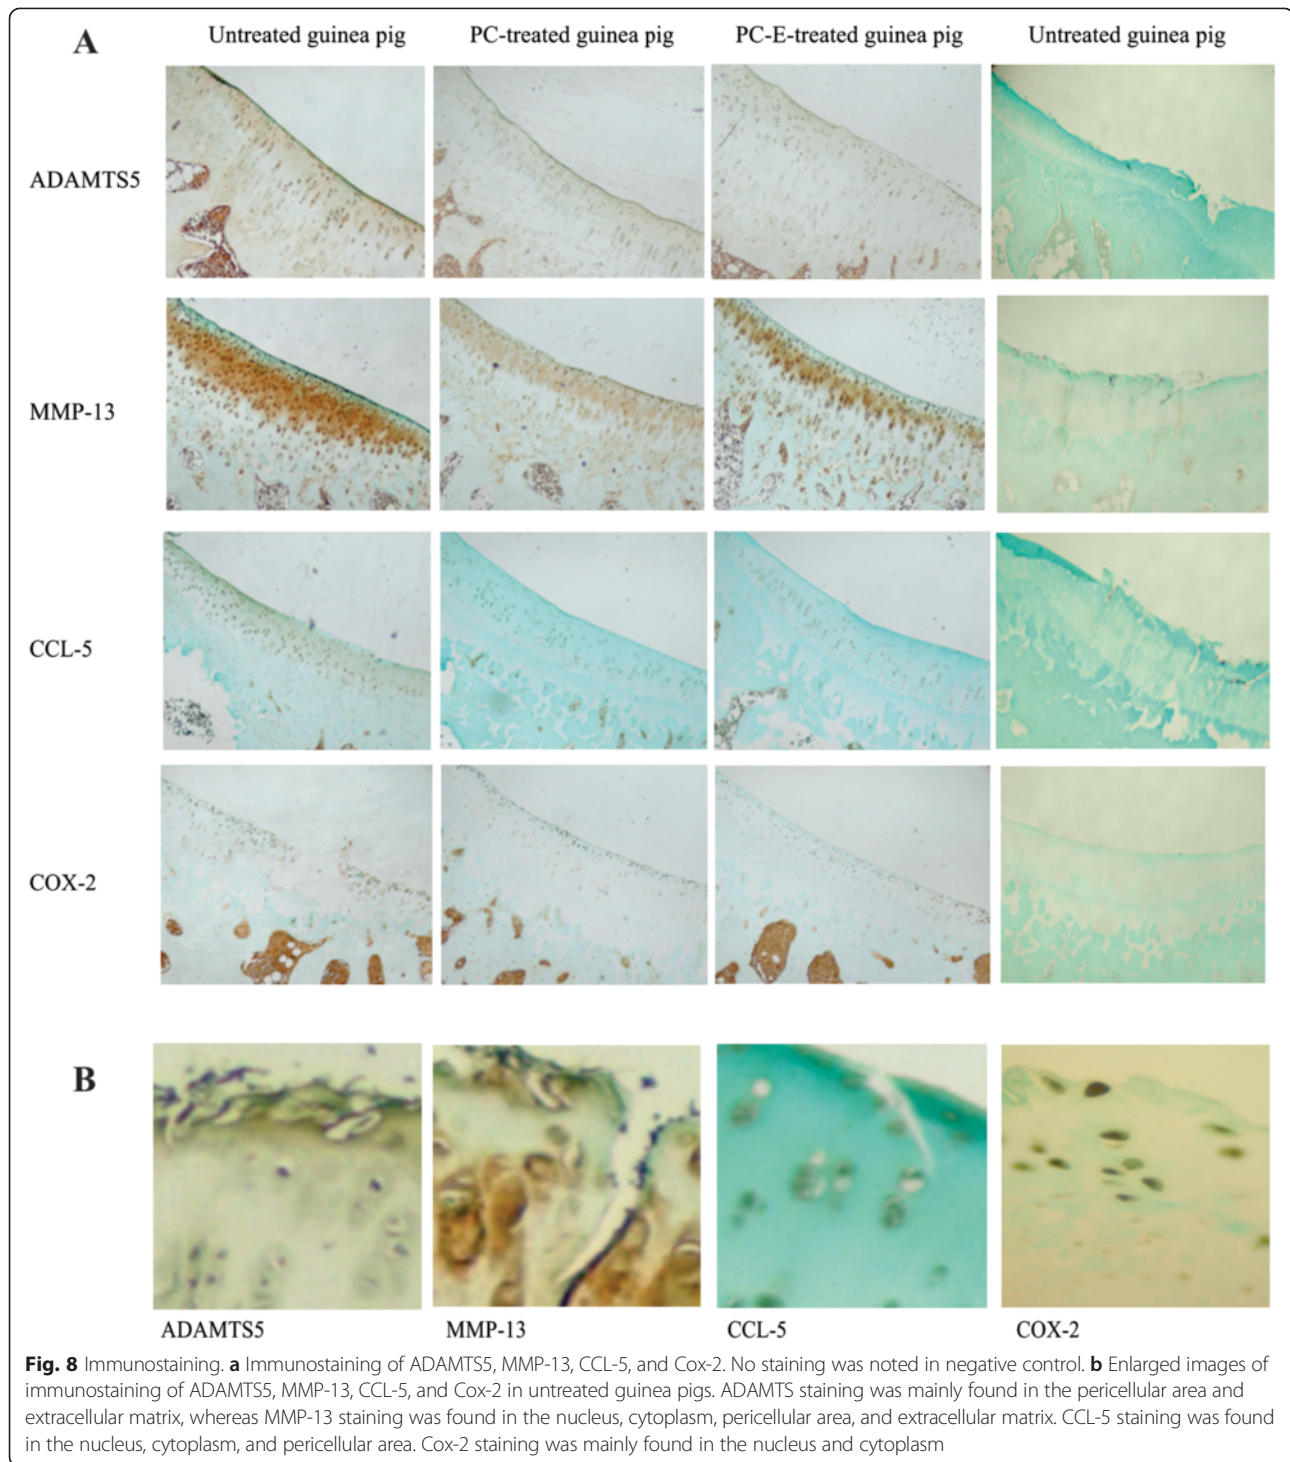 A
Untreated guinea pig PC-treated guinea pig PC-E-treated guinea pig Untreated guinea pig
ADAMTS5
MMP-13
CCL-5
COX-2
B
ADAMTS5 MMP-13 CCL-5 COX-2
Fig. 8 Immunostaining. a Immunostaining of ADAMTS5, MMP-13, CCL-5, and Cox-2. No staining was noted in negative control. b Enlarged images of
immunostaining of ADAMTS5, MMP-13, CCL-5, and Cox-2 in untreated guinea pigs. ADAMTS staining was mainly found in the pericellular area and
extracellular matrix, whereas MMP-13 staining was found in the nucleus, cytoplasm, pericellular area, and extracellular matrix. CCL-5 staining was found
in the nucleus, cytoplasm, and pericellular area. Cox-2 staining was mainly found in the nucleus and cytoplasm